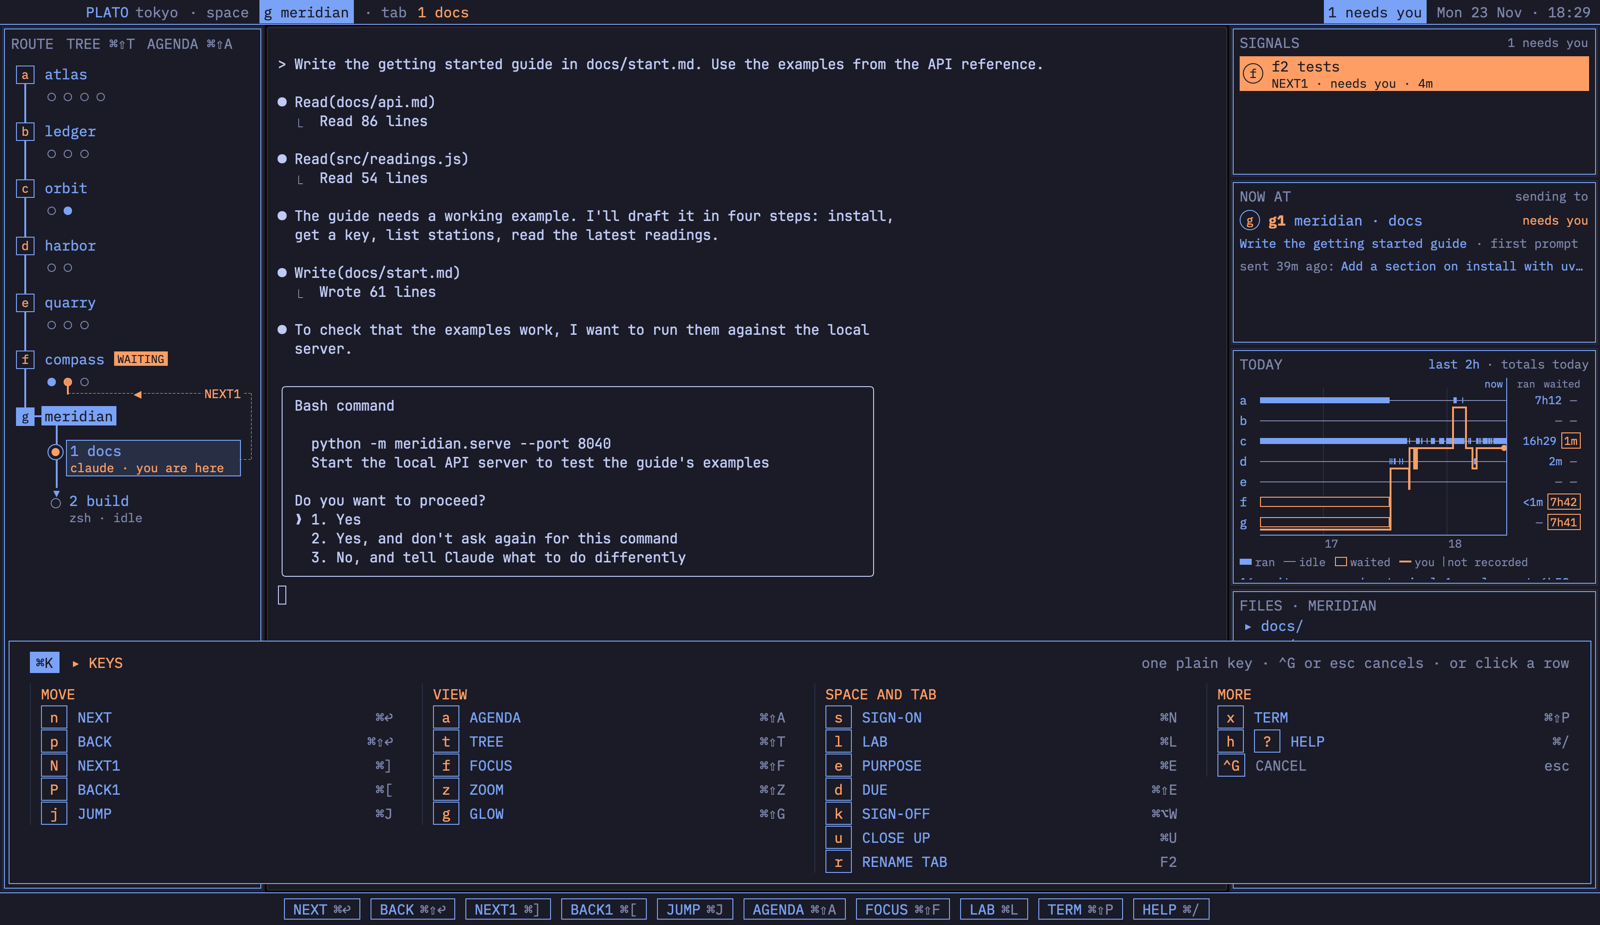 PLATO tokyo · space g meridian · tab 1 docs
1 needs you Mon 23 Nov · 18:29
ROUTE TREE ⌘⇧T AGENDA ⌘⇧A
a atlas
b ledger
c orbit
d harbor
e quarry
f compass WAITING
NEXT1
g meridian
1 docs
claude · you are here
2 build
zsh · idle
> Write the getting started guide in docs/start.md. Use the examples from the API reference.
● Read(docs/api.md)
⎿ Read 86 lines
● Read(src/readings.js)
⎿ Read 54 lines
● The guide needs a working example. I'll draft it in four steps: install,
get a key, list stations, read the latest readings.
● Write(docs/start.md)
⎿ Wrote 61 lines
● To check that the examples work, I want to run them against the local
server.
Bash command
python -m meridian.serve --port 8040
Start the local API server to test the guide's examples
Do you want to proceed?
❯ 1. Yes
2. Yes, and don't ask again for this command
3. No, and tell Claude what to do differently
SIGNALS 1 needs you
f f2 tests
NEXT1 · needs you · 4m
NOW AT sending to
g g1 meridian · docs needs you
Write the getting started guide · first prompt
sent 39m ago: Add a section on install with uv…
TODAY last 2h · totals today
now ran waited
a 7h12 —
b — —
c 16h29 1m
d 2m —
e — —
f <1m 7h42
g — 7h41
17 18
ran idle waited you not recorded
FILES · MERIDIAN
▸ docs/
⌘K ▸ KEYS
one plain key · ^G or esc cancels · or click a row
MOVE
n NEXT ⌘↩
p BACK ⌘⇧↩
N NEXT1 ⌘]
P BACK1 ⌘[
j JUMP ⌘J
VIEW
a AGENDA ⌘⇧A
t TREE ⌘⇧T
f FOCUS ⌘⇧F
z ZOOM ⌘⇧Z
g GLOW ⌘⇧G
SPACE AND TAB
s SIGN-ON ⌘N
l LAB ⌘L
e PURPOSE ⌘E
d DUE ⌘⇧E
k SIGN-OFF ⌘⌥W
u CLOSE UP ⌘U
r RENAME TAB F2
MORE
x TERM ⌘⇧P
h ? HELP ⌘/
^G CANCEL esc
NEXT ⌘↩ BACK ⌘⇧↩ NEXT1 ⌘] BACK1 ⌘[ JUMP ⌘J AGENDA ⌘⇧A FOCUS ⌘⇧F LAB ⌘L TERM ⌘⇧P HELP ⌘/